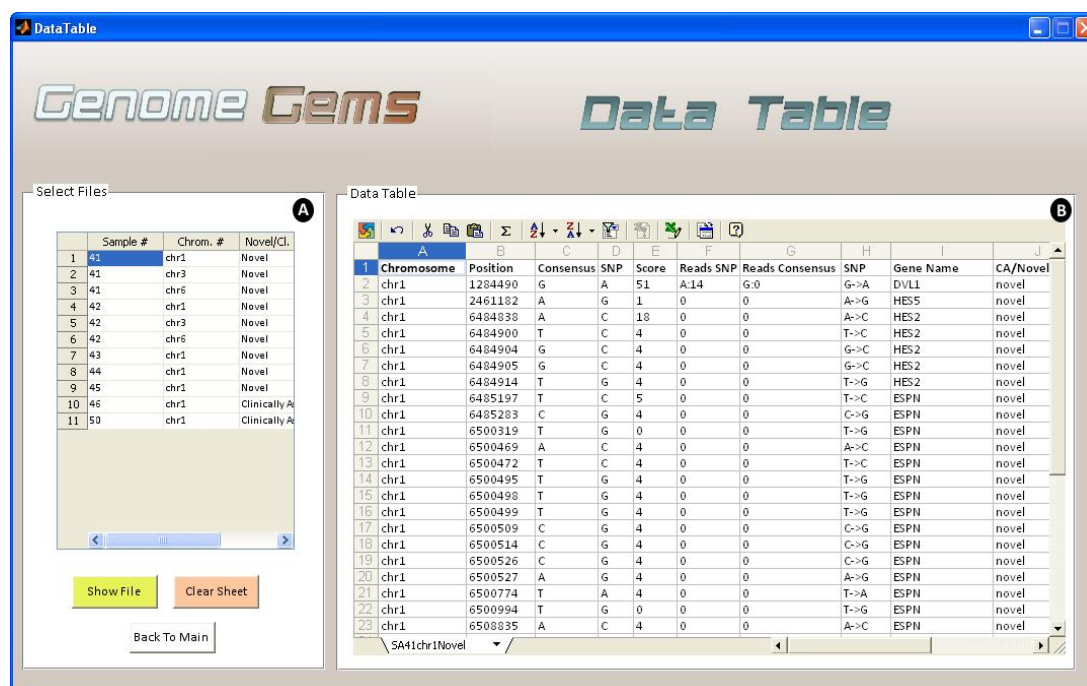 DataTable
Genome Gems
Data Table
Select Files
A
Sample # Chrom. # Novel/Cl.
1 41 chr1 Novel
2 41 chr3 Novel
3 41 chr6 Novel
4 42 chr1 Novel
5 42 chr3 Novel
6 42 chr6 Novel
7 43 chr1 Novel
8 44 chr1 Novel
9 45 chr1 Novel
10 46 chr1 Clinically A
11 50 chr1 Clinically A
Show File Clear Sheet
Back To Main
Data Table
B
A B C D E F G H I J
1 Chromosome Position Consensus SNP Score Reads SNP Reads Consensus SNP Gene Name CA/Novel
2 chr1 1284490 G A 51 A:14 G:0 G->A DVL1 novel
3 chr1 2461182 A G 1 0 0 A->G HES5 novel
4 chr1 6484838 A C 18 0 0 A->C HES2 novel
5 chr1 6484900 T C 4 0 0 T->C HES2 novel
6 chr1 6484904 G C 4 0 0 G->C HES2 novel
7 chr1 6484905 G C 4 0 0 G->C HES2 novel
8 chr1 6484914 T G 4 0 0 T->G HES2 novel
9 chr1 6485197 T C 5 0 0 T->C ESPN novel
10 chr1 6485283 C G 4 0 0 C->G ESPN novel
11 chr1 6500319 T G 0 0 0 T->G ESPN novel
12 chr1 6500469 A C 4 0 0 A->C ESPN novel
13 chr1 6500472 T C 4 0 0 T->C ESPN novel
14 chr1 6500495 T G 4 0 0 T->G ESPN novel
15 chr1 6500498 T G 4 0 0 T->G ESPN novel
16 chr1 6500499 T G 4 0 0 T->G ESPN novel
17 chr1 6500509 C G 4 0 0 C->G ESPN novel
18 chr1 6500514 C G 4 0 0 C->G ESPN novel
19 chr1 6500526 C G 4 0 0 C->G ESPN novel
20 chr1 6500527 A G 4 0 0 A->G ESPN novel
21 chr1 6500774 T A 4 0 0 T->A ESPN novel
22 chr1 6500994 T G 0 0 0 T->G ESPN novel
23 chr1 6508835 A C 4 0 0 A->C ESPN novel
SA41chr1Novel